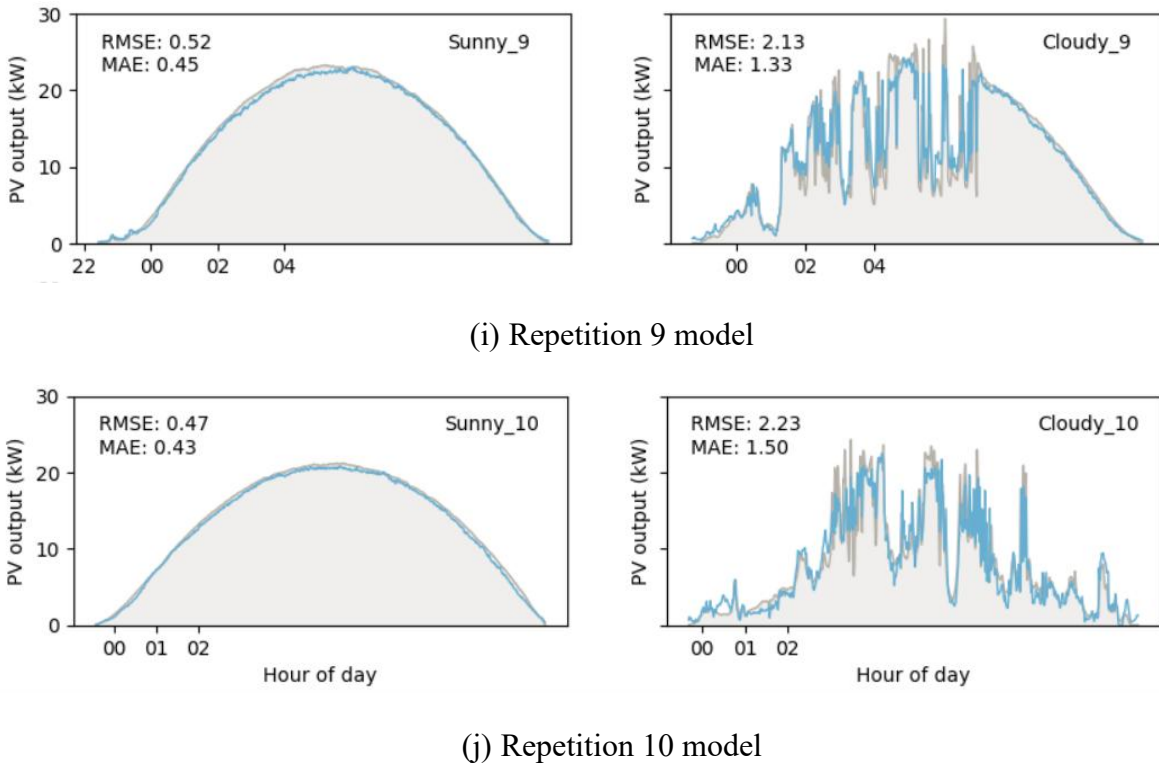 30
20
10
0
PV output (kW)
RMSE: 0.52
MAE: 0.45
Sunny_9
22 00 02 04
PV output (kW)
RMSE: 2.13
MAE: 1.33
Cloudy_9
00 02 04
(i) Repetition 9 model
30
20
10
0
PV output (kW)
RMSE: 0.47
MAE: 0.43
Sunny_10
00 01 02
Hour of day
PV output (kW)
RMSE: 2.23
MAE: 1.50
Cloudy_10
00 01 02
Hour of day
(j) Repetition 10 model